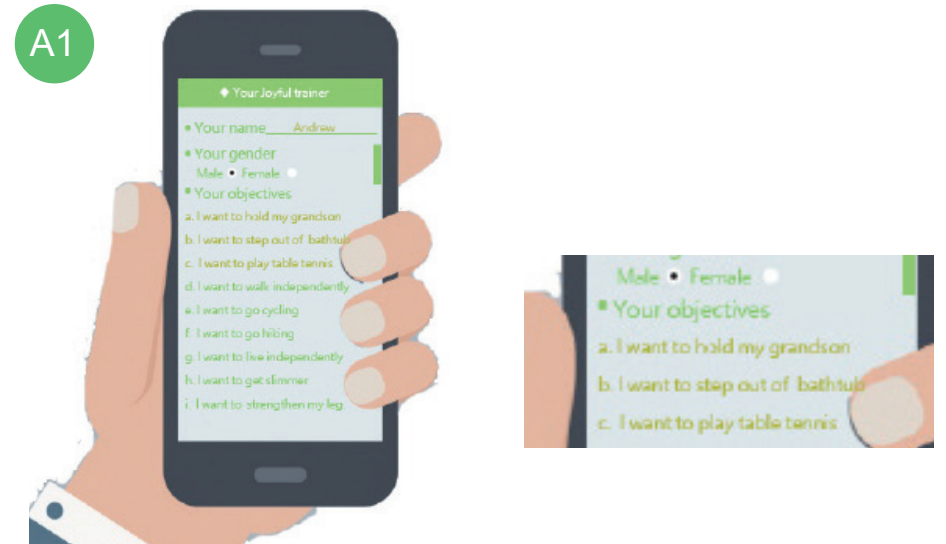 A1
◆ Your Joyful trainer
• Your name Andrew
• Your gender
Male Female
• Your objectives
a. I want to hold my grandson
b. I want to step out of bathtub
c. I want to play table tennis
d. I want to walk independently
e. I want to go cycling
f. I want to go hiking
g. I want to live independently
h. I want to get slimmer
i. I want to strengthen my leg
Male Female
• Your objectives
a. I want to hold my grandson
b. I want to step out of bathtub
c. I want to play table tennis